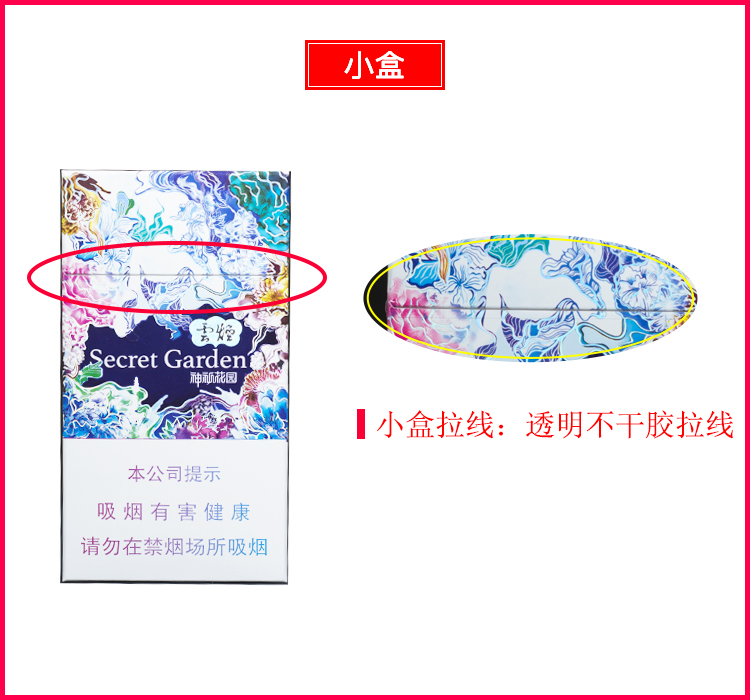 小盒
雲煙
Secret Garden
神秘花园
本公司提示
吸烟有害健康
请勿在禁烟场所吸烟
小盒拉线：透明不干胶拉线